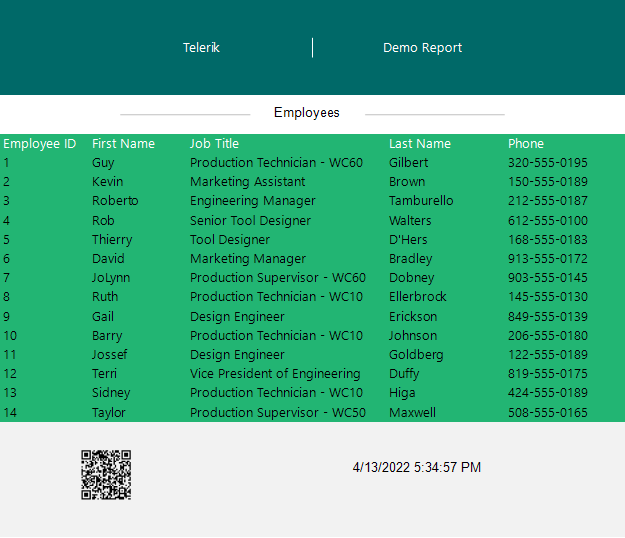 Telerik | Demo Report
Employees
Employee ID First Name Job Title Last Name Phone
1 Guy Production Technician - WC60 Gilbert 320-555-0195
2 Kevin Marketing Assistant Brown 150-555-0189
3 Roberto Engineering Manager Tamburello 212-555-0187
4 Rob Senior Tool Designer Walters 612-555-0100
5 Thierry Tool Designer D'Hers 168-555-0183
6 David Marketing Manager Bradley 913-555-0172
7 JoLynn Production Supervisor - WC60 Dobney 903-555-0145
8 Ruth Production Technician - WC10 Ellerbrock 145-555-0130
9 Gail Design Engineer Erickson 849-555-0139
10 Barry Production Technician - WC10 Johnson 206-555-0180
11 Jossef Design Engineer Goldberg 122-555-0189
12 Terri Vice President of Engineering Duffy 819-555-0175
13 Sidney Production Technician - WC10 Higa 424-555-0189
14 Taylor Production Supervisor - WC50 Maxwell 508-555-0165
4/13/2022 5:34:57 PM